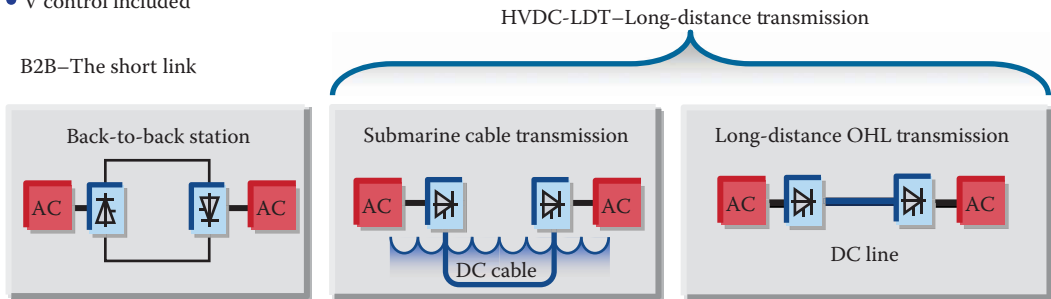 • V control included
HVDC-LDT–Long-distance transmission
B2B–The short link
Back-to-back station
AC
AC
Submarine cable transmission
AC
AC
DC cable
Long-distance OHL transmission
AC
AC
DC line